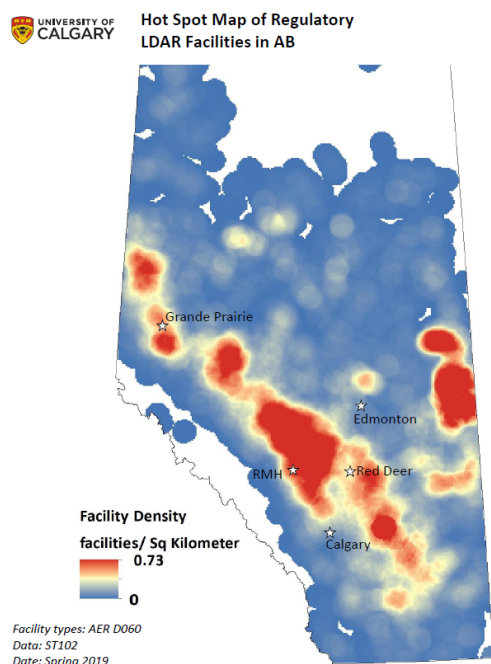 UNIVERSITY OF
CALGARY
Hot Spot Map of Regulatory
LDAR Facilities in AB
Grande Prairie
Edmonton
RMH
Red Deer
Calgary
Facility Density
facilities/ Sq Kilometer
0.73
0
Facility types: AER D060
Data: ST102
Date: Spring 2019